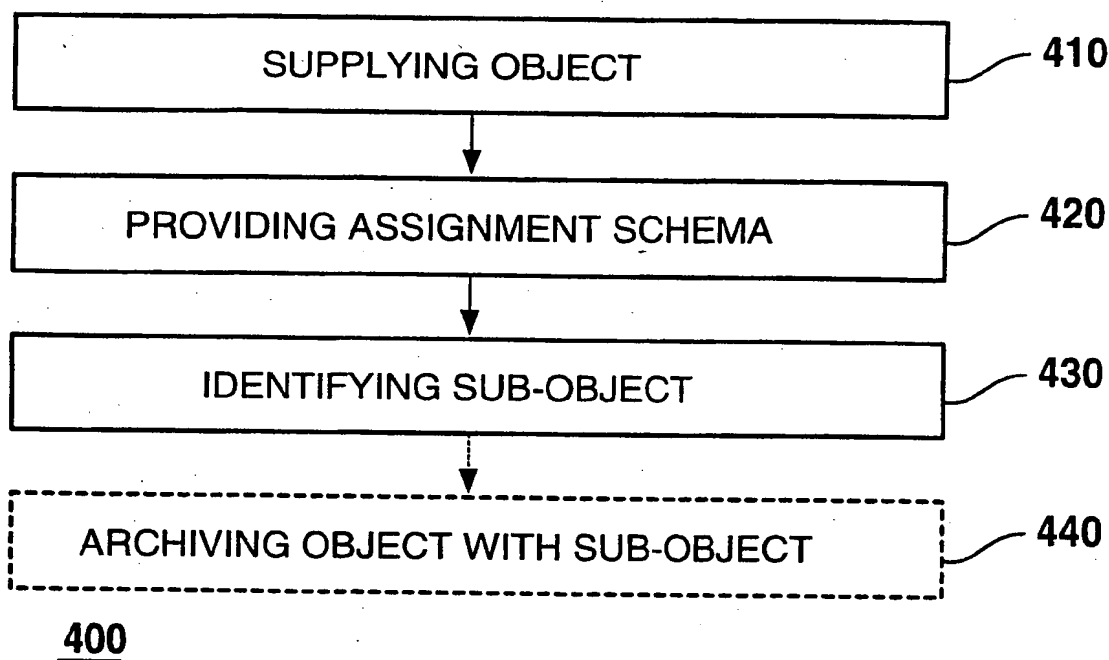 SUPPLYING OBJECT
410
PROVIDING ASSIGNMENT SCHEMA
420
IDENTIFYING SUB-OBJECT
430
ARCHIVING OBJECT WITH SUB-OBJECT
440
400